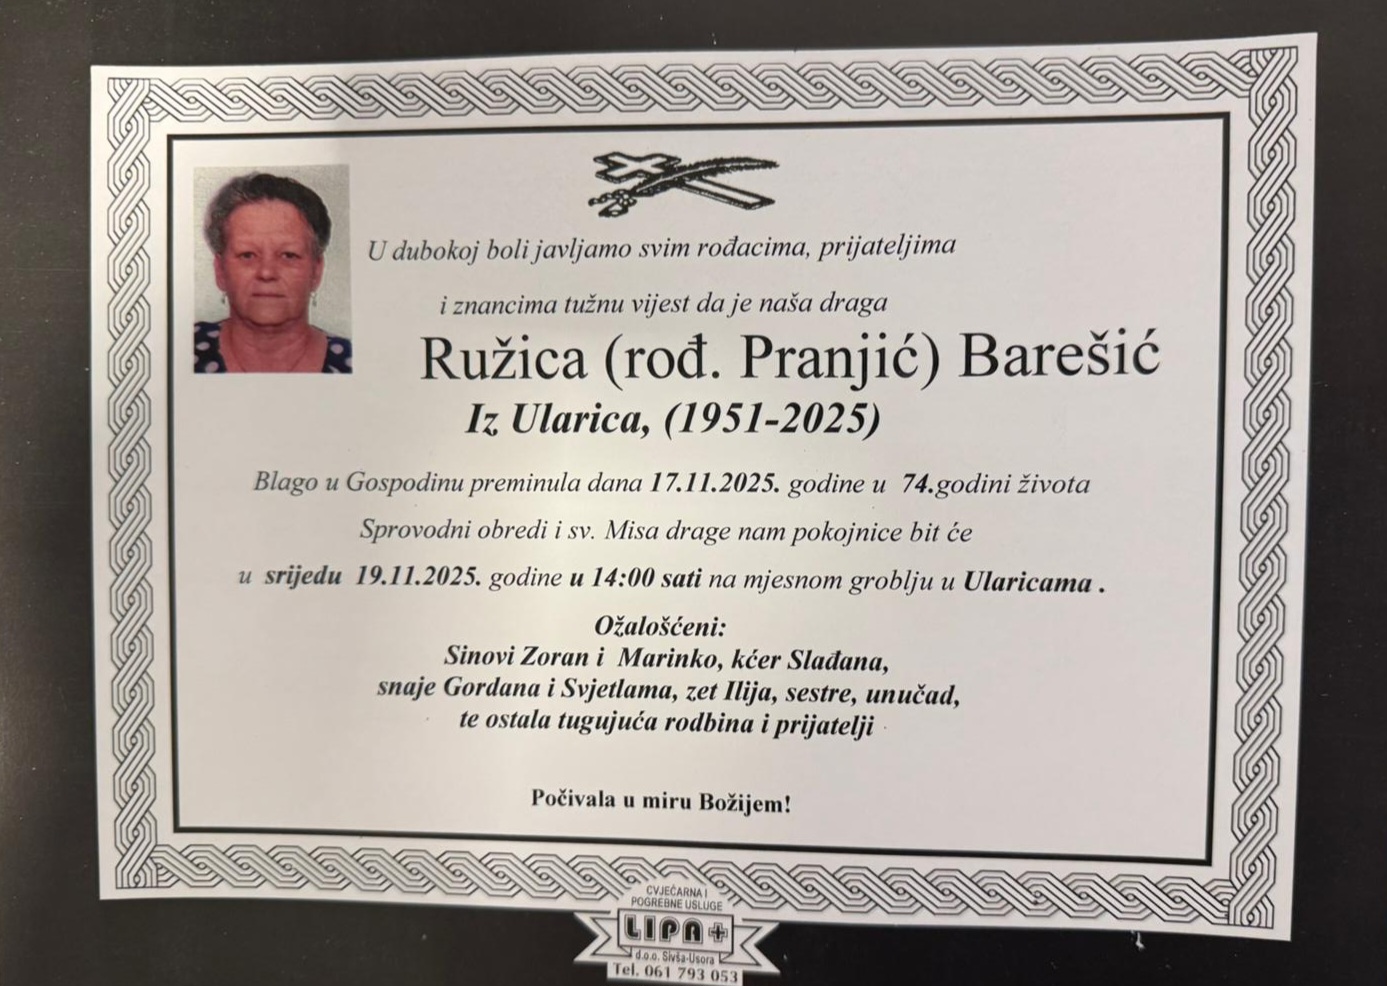 U dubokoj boli javljamo svim rođacima, prijateljima
i znancima tužnu vijest da je naša draga
Ružica (rođ. Pranjić) Barešić
Iz Ularica, (1951-2025)
Blago u Gospodinu preminula dana 17.11.2025. godine u 74.godini života
Sprovodni obredi i sv. Misa drage nam pokojnice bit će
u srijedu 19.11.2025. godine u 14:00 sati na mjesnom groblju u Ularicama .
Ožalošćeni:
Sinovi Zoran i Marinko, kćer Slađana,
snaje Gordana i Svjetlama, zet Ilija, sestre, unučad,
te ostala tugujuća rodbina i prijatelji
Počivala u miru Božijem!
CVJEĆARNA I
POGREBNE USLUGE
LIPA+
d.o.o. Sivša-Usora
Tel. 061 793 053